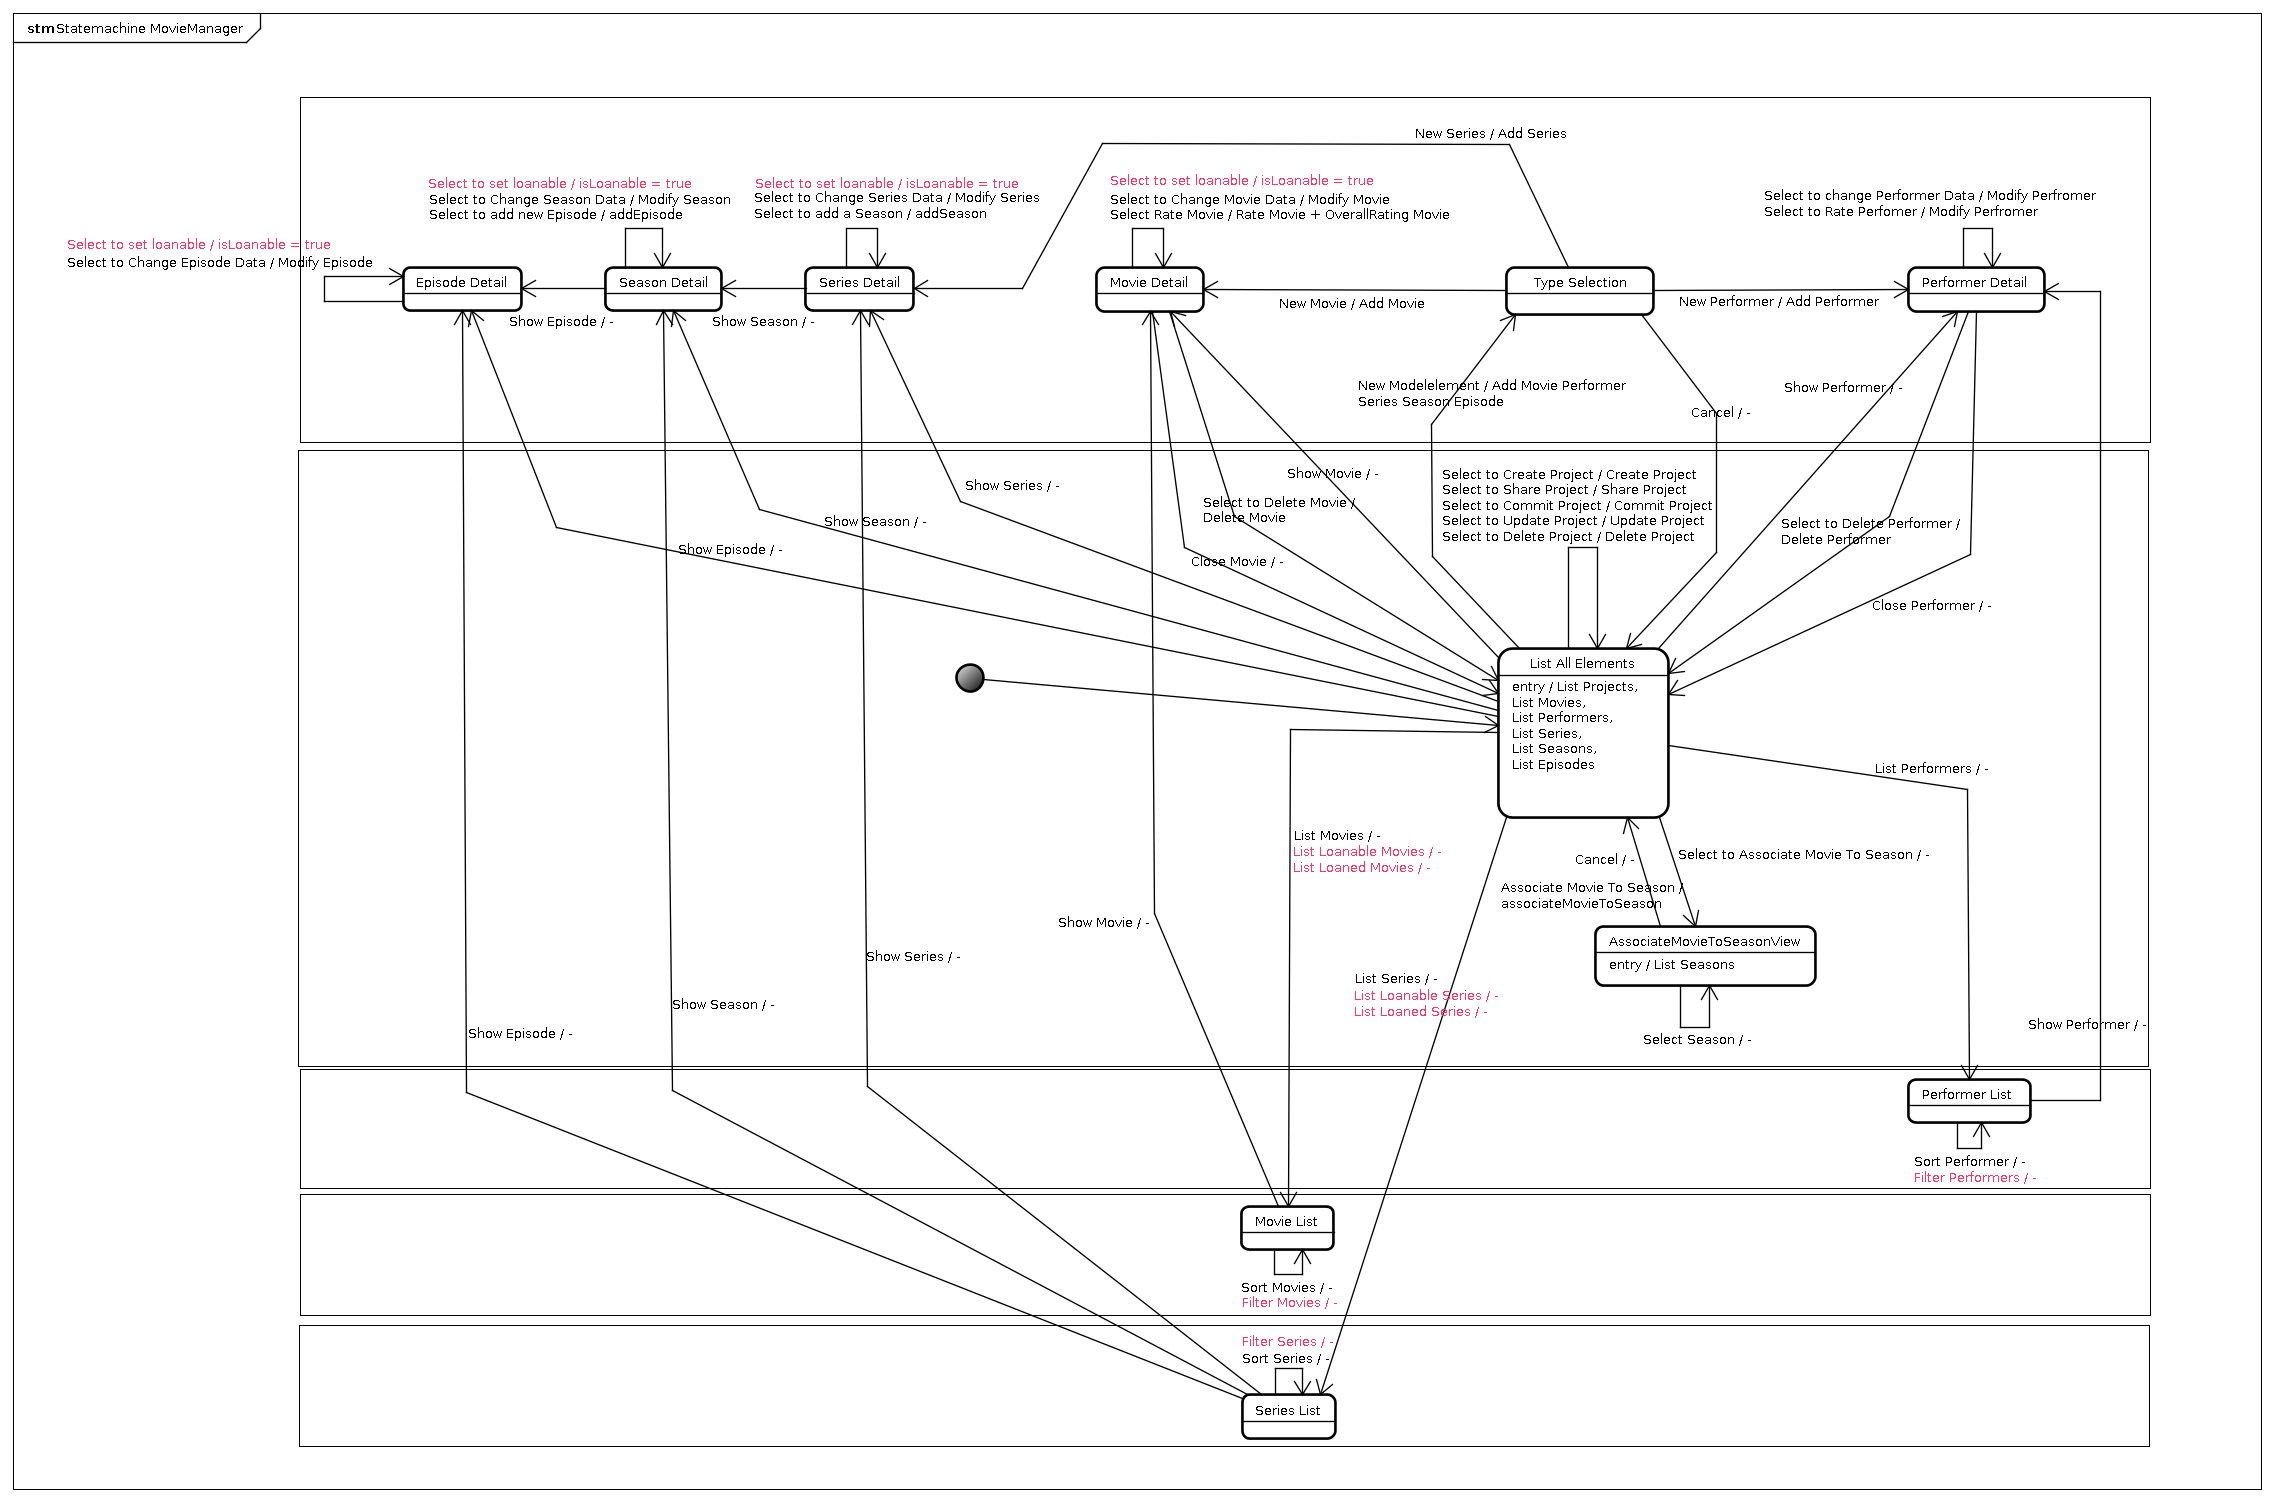 stm Statemachine MovieManager
New Series / Add Series
Select to set loanable / isLoanable = true
Select to Change Season Data / Modify Season
Select to add new Episode / addEpisode
Select to set loanable / isLoanable = true
Select to Change Series Data / Modify Series
Select to add a Season / addSeason
Select to set loanable / isLoanable = true
Select to Change Movie Data / Modify Movie
Select Rate Movie / Rate Movie + OverallRating Movie
Select to change Performer Data / Modify Perfromer
Select to Rate Perfomer / Modify Perfromer
Select to set loanable / isLoanable = true
Select to Change Episode Data / Modify Episode
Episode Detail
Season Detail
Series Detail
Movie Detail
Type Selection
Performer Detail
Show Episode / -
Show Season / -
New Movie / Add Movie
New Performer / Add Performer
New Modelelement / Add Movie Performer
Series Season Episode
Cancel / -
Show Performer / -
Show Movie / -
Show Series / -
Select to Delete Movie /
Delete Movie
Select to Create Project / Create Project
Select to Share Project / Share Project
Select to Commit Project / Commit Project
Select to Update Project / Update Project
Select to Delete Project / Delete Project
Show Season / -
Show Episode / -
Close Movie / -
Select to Delete Performer /
Delete Performer
Close Performer / -
List All Elements
entry / List Projects,
List Movies,
List Performers,
List Series,
List Seasons,
List Episodes
List Performers / -
List Movies / -
List Loanable Movies / -
List Loaned Movies / -
Cancel / -
Select to Associate Movie To Season / -
Associate Movie To Season /
associateMovieToSeason
Show Movie / -
AssociateMovieToSeasonView
entry / List Seasons
Show Series / -
List Series / -
List Loanable Series / -
List Loaned Series / -
Show Season / -
Show Episode / -
Select Season / -
Show Performer / -
Performer List
Sort Performer / -
Filter Performers / -
Movie List
Sort Movies / -
Filter Movies / -
Filter Series / -
Sort Series / -
Series List